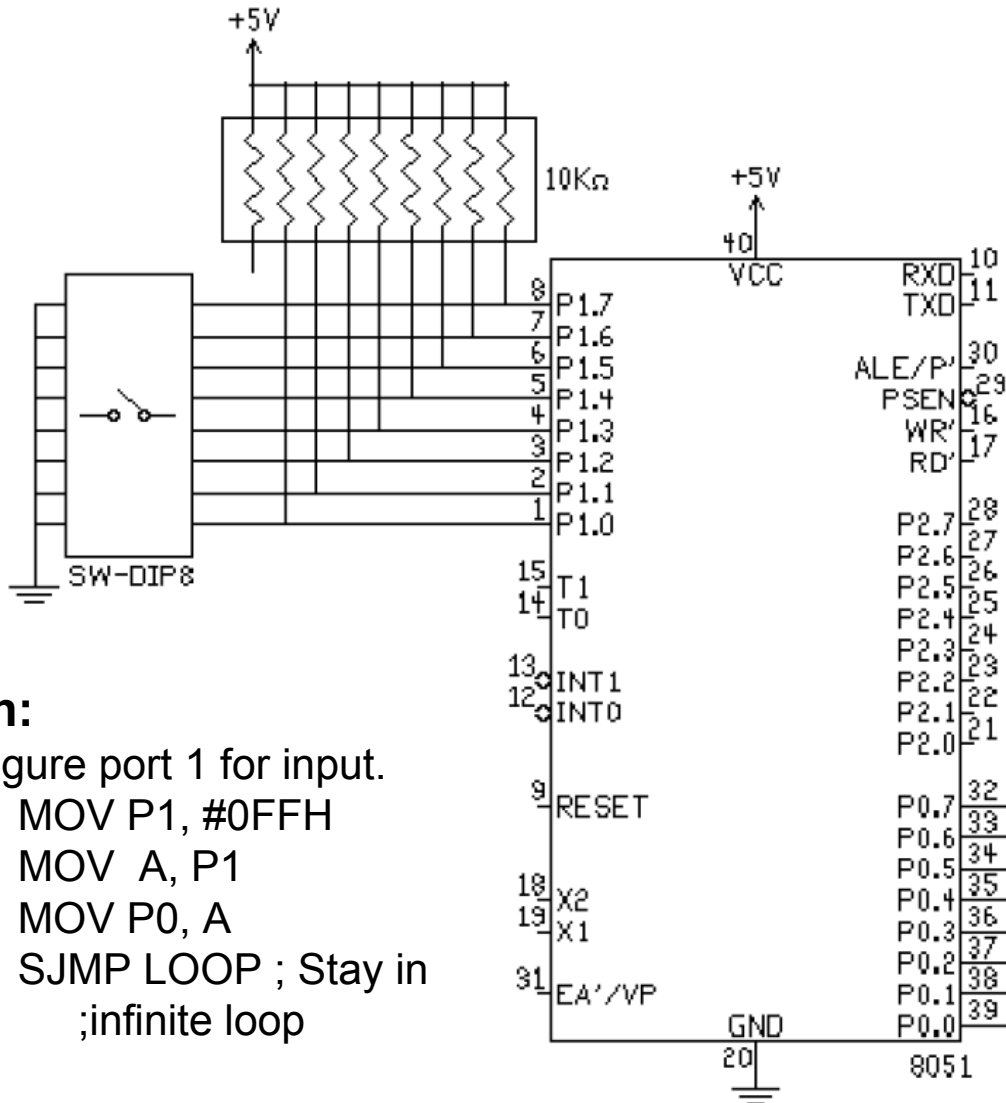 +5V
10KΩ
+5V
40
VCC
8 P1.7
7 P1.6
6 P1.5
5 P1.4
4 P1.3
3 P1.2
2 P1.1
1 P1.0
SW-DIP8
15 T1
14 T0
13 INT1
12 INT0
9 RESET
18 X2
19 X1
31 EA'/VP
RXD 10
TXD 11
ALE/P' 30
PSEN 29
WR' 16
RD' 17
P2.7 28
P2.6 27
P2.5 26
P2.4 25
P2.3 24
P2.2 23
P2.1 22
P2.0 21
P0.7 32
P0.6 33
P0.5 34
P0.4 35
P0.3 36
P0.2 37
P0.1 38
P0.0 39
GND
20
8051
n:
gure port 1 for input.
MOV P1, #0FFH
MOV A, P1
MOV P0, A
SJMP LOOP ; Stay in
;infinite loop